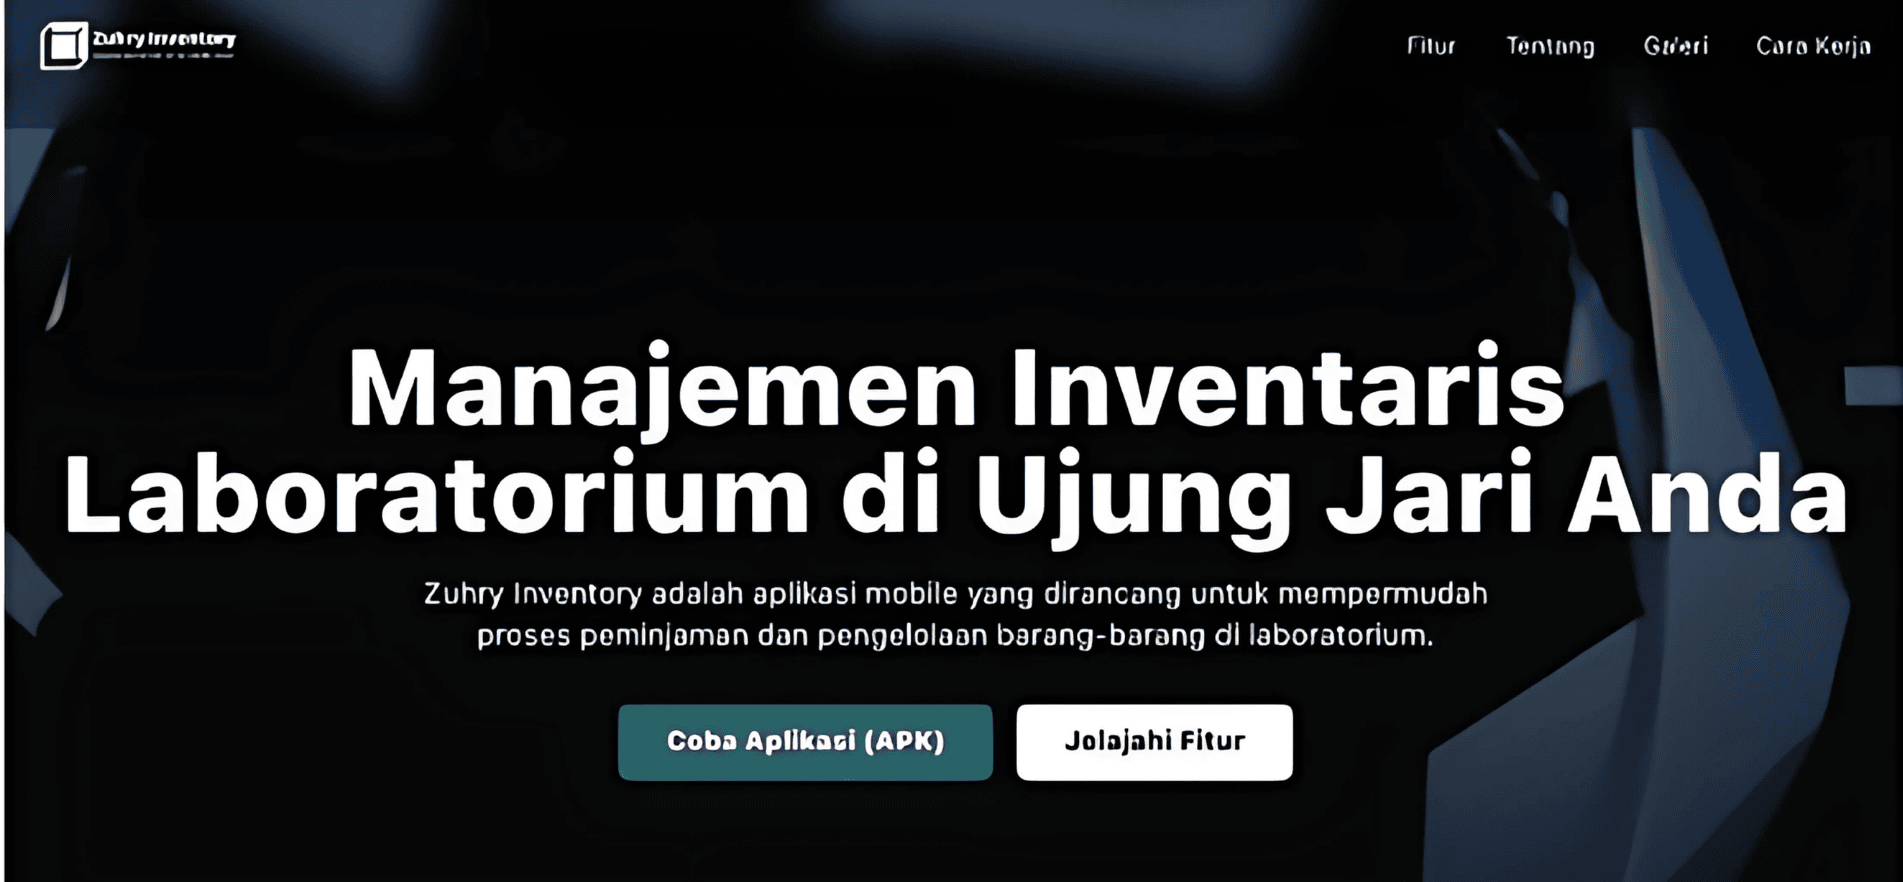 Zuhry Inventory
Fitur
Tentang
Galeri
Cara Kerja
Manajemen Inventaris
Laboratorium di Ujung Jari Anda
Zuhry Inventory adalah aplikasi mobile yang dirancang untuk mempermudah
proses peminjaman dan pengelolaan barang-barang di laboratorium.
Coba Aplikasi (APK)
Jolajahi Fitur